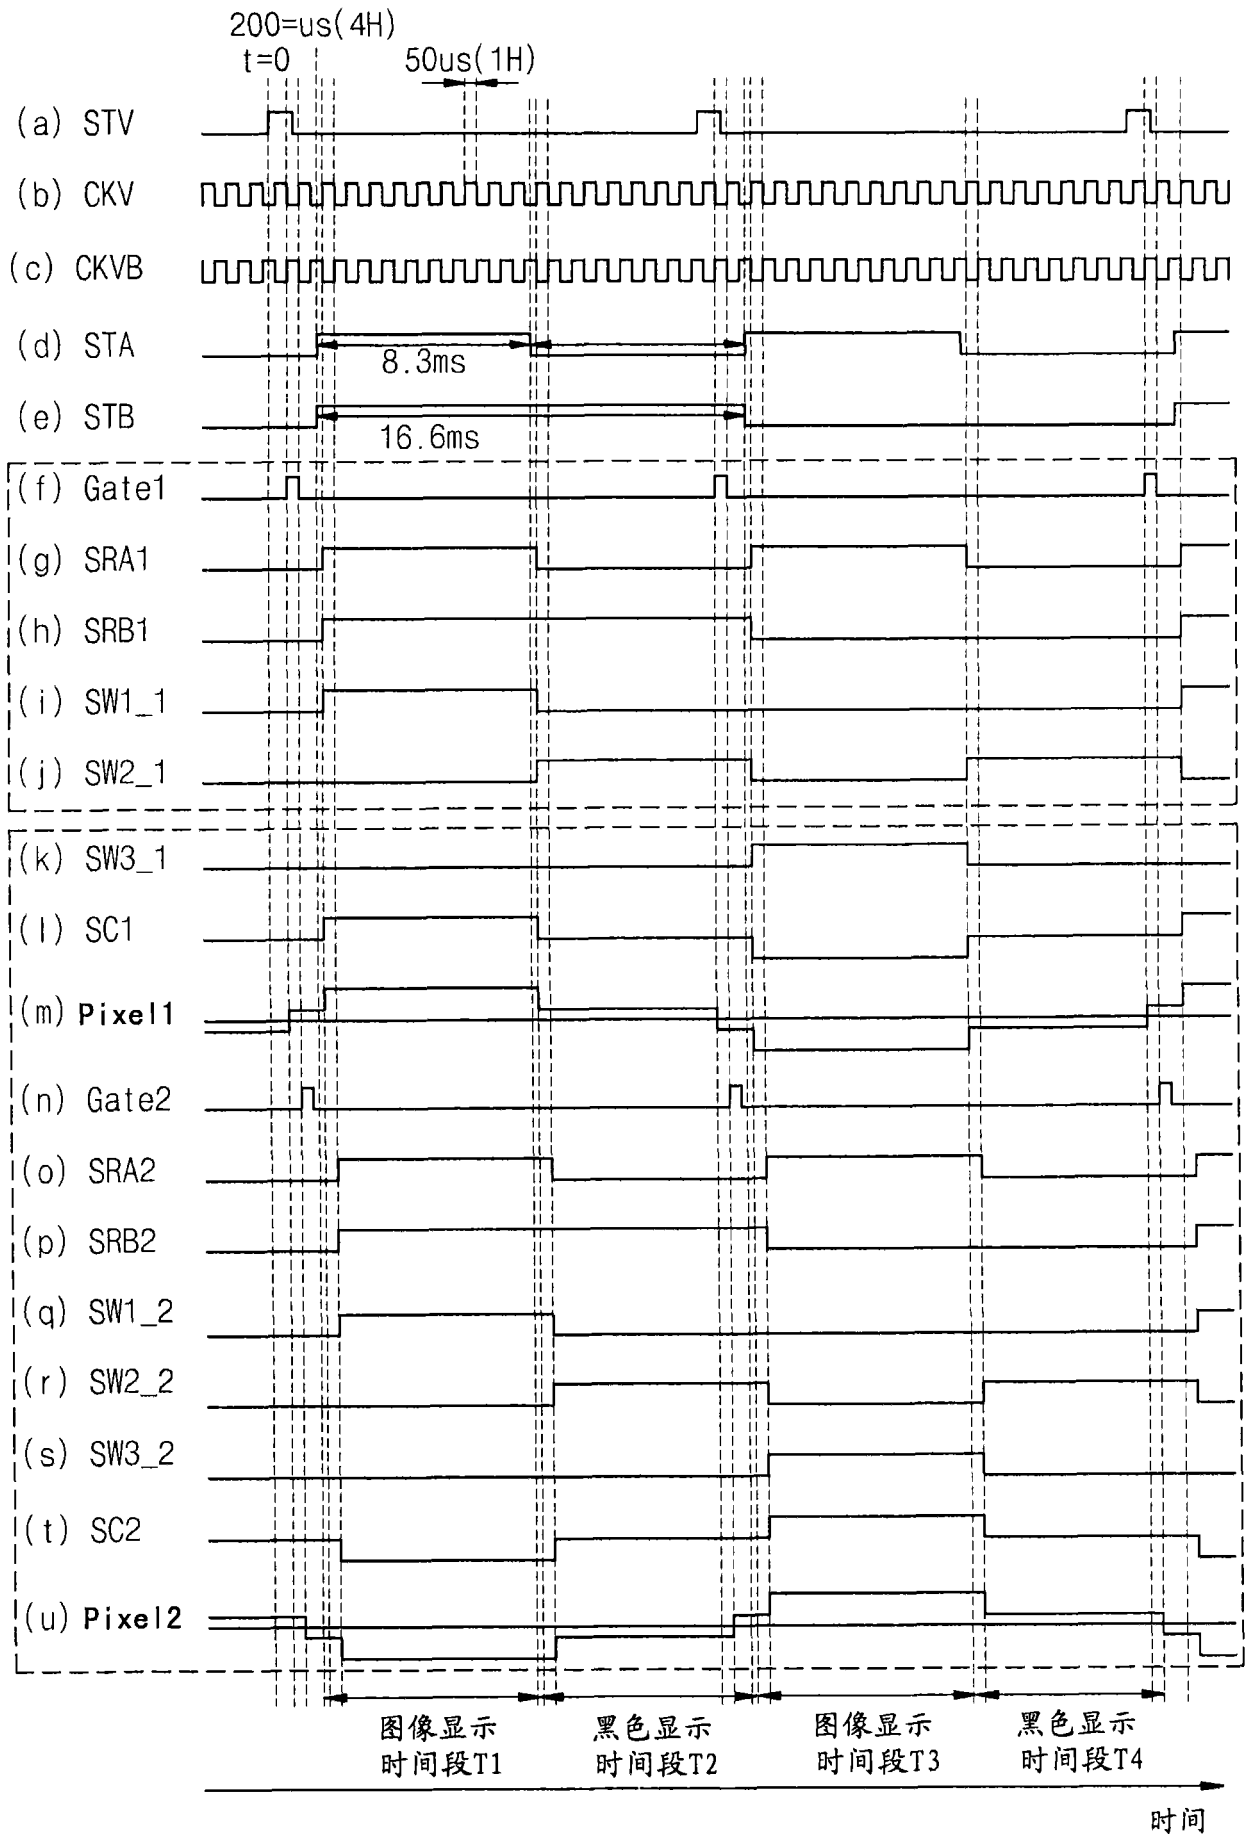 200=us(4H)
t=0
50us(1H)
(a) STV
(b) CKV
(c) CKVB
(d) STA
8.3ms
(e) STB
16.6ms
(f) Gate1
(g) SRA1
(h) SRB1
(i) SW1_1
(j) SW2_1
(k) SW3_1
(l) SC1
(m) Pixel1
(n) Gate2
(o) SRA2
(p) SRB2
(q) SW1_2
(r) SW2_2
(s) SW3_2
(t) SC2
(u) Pixel2
图像显示 黑色显示 图像显示 黑色显示
时间段T1 时间段T2 时间段T3 时间段T4
时间